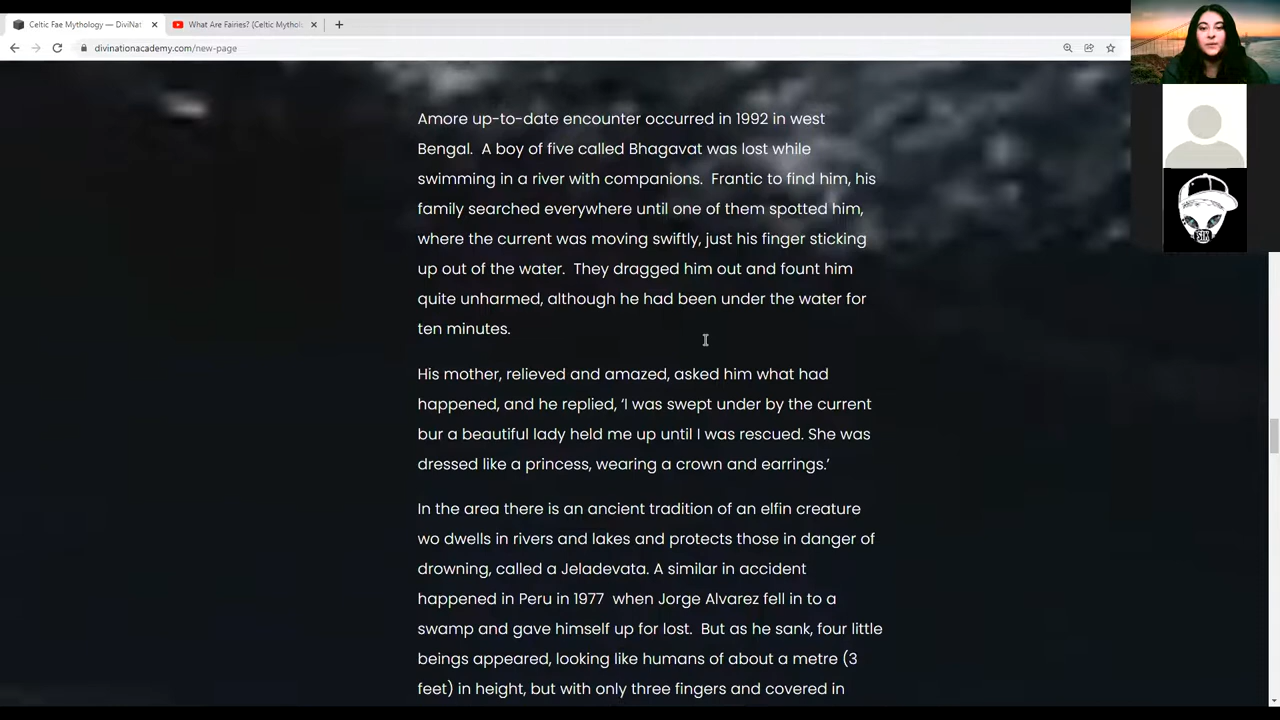 Celtic Fae Mythology — DiviNat
What Are Fairies? (Celtic Mythol
divinationacademy.com/new-page
Amore up-to-date encounter occurred in 1992 in west
Bengal.  A boy of five called Bhagavat was lost while
swimming in a river with companions.  Frantic to find him, his
family searched everywhere until one of them spotted him,
where the current was moving swiftly, just his finger sticking
up out of the water.  They dragged him out and fount him
quite unharmed, although he had been under the water for
ten minutes.
His mother, relieved and amazed, asked him what had
happened, and he replied, ‘I was swept under by the current
bur a beautiful lady held me up until I was rescued. She was
dressed like a princess, wearing a crown and earrings.’
In the area there is an ancient tradition of an elfin creature
wo dwells in rivers and lakes and protects those in danger of
drowning, called a Jeladevata. A similar in accident
happened in Peru in 1977  when Jorge Alvarez fell in to a
swamp and gave himself up for lost.  But as he sank, four little
beings appeared, looking like humans of about a metre (3
feet) in height, but with only three fingers and covered in